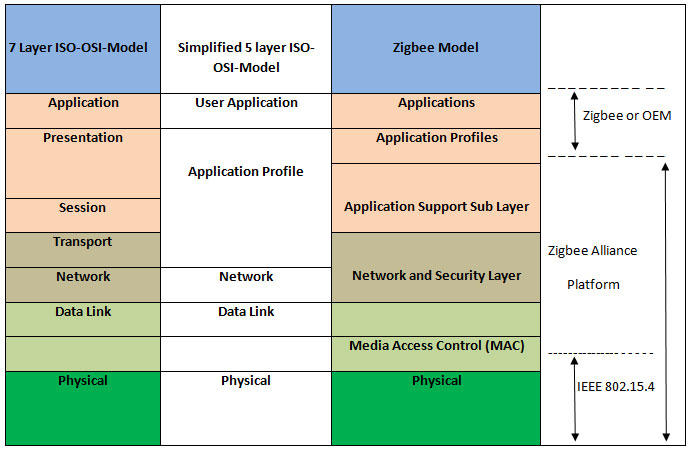 7 Layer ISO-OSI-Model
Simplified 5 layer ISO-
OSI-Model
Zigbee Model
Application
User Application
Applications
Zigbee or OEM
Presentation
Application Profiles
Application Profile
Session
Application Support Sub Layer
Transport
Zigbee Alliance
Platform
Network
Network
Network and Security Layer
Data Link
Data Link
Media Access Control (MAC)
Physical
Physical
Physical
IEEE 802.15.4